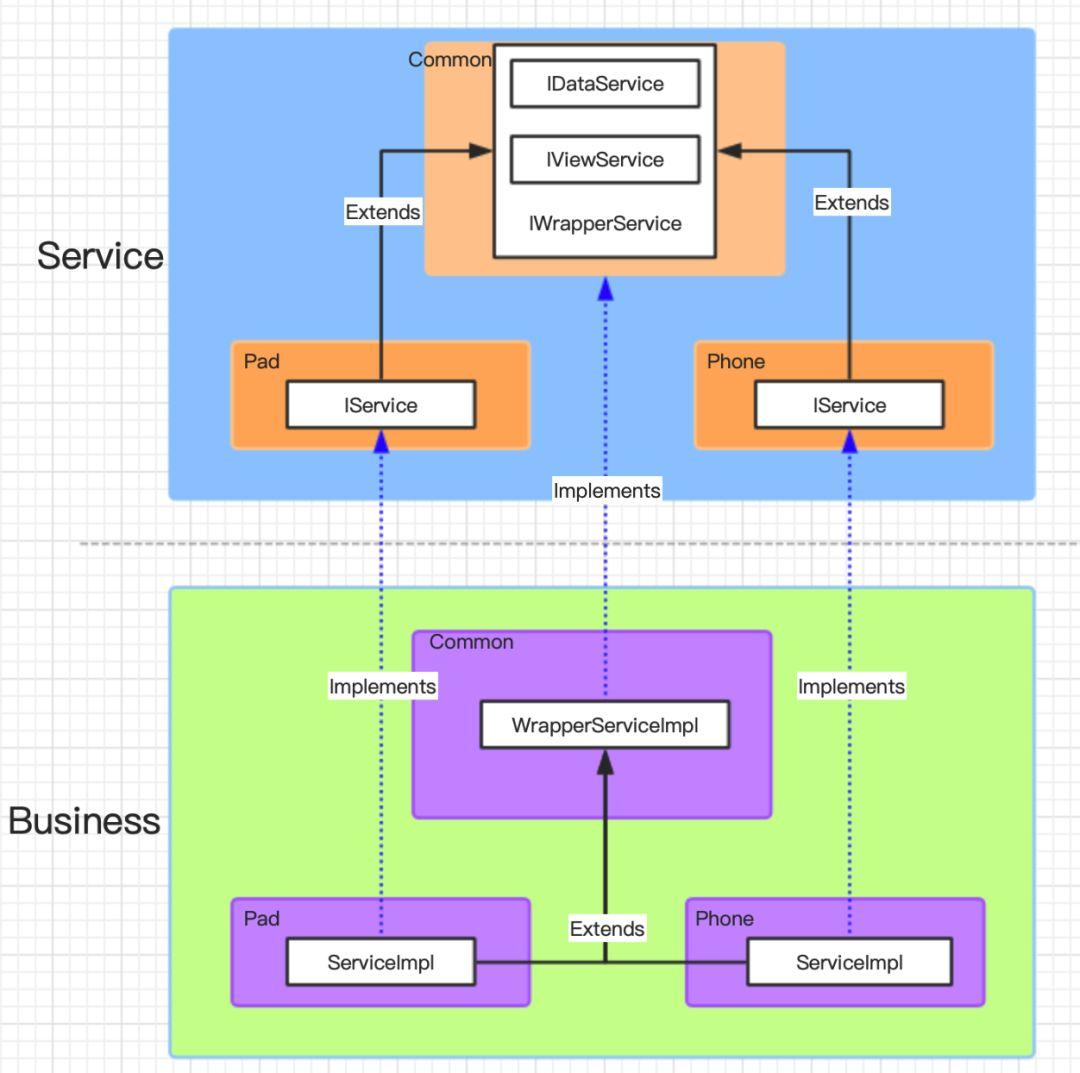 Common
IDataService
IViewService
IWrapperService
Extends
Extends
Service
Pad
IService
Phone
IService
Implements
Common
Implements
Implements
WrapperServiceImpl
Business
Pad
ServiceImpl
Extends
Phone
ServiceImpl